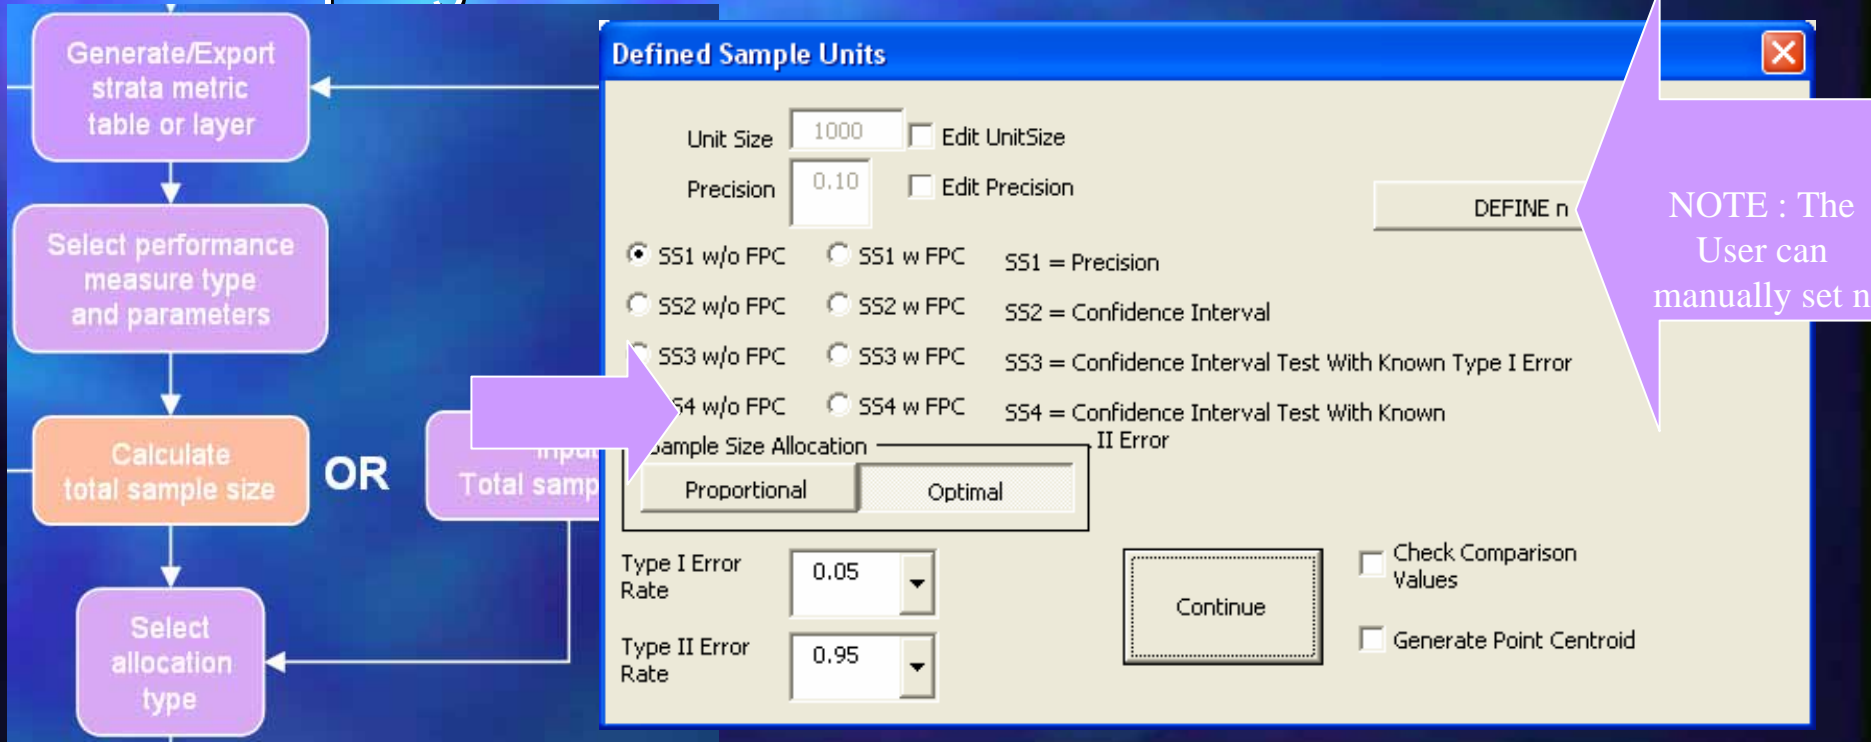 Generate/Export
strata metric
table or layer
Select performance
measure type
and parameters
Calculate
total sample size
OR
Total samp
Select
allocation
type
Defined Sample Units
Unit Size 1000 Edit UnitSize
Precision 0.10 Edit Precision
DEFINE n
SS1 w/o FPC SS1 w FPC SS1 = Precision
SS2 w/o FPC SS2 w FPC SS2 = Confidence Interval
SS3 w/o FPC SS3 w FPC SS3 = Confidence Interval Test With Known Type I Error
SS4 w/o FPC SS4 w FPC SS4 = Confidence Interval Test With Known
II Error
Sample Size Allocation
Proportional Optimal
Type I Error
Rate
0.05
Type II Error
Rate
0.95
Continue
Check Comparison
Values
Generate Point Centroid
NOTE : The
User can
manually set n